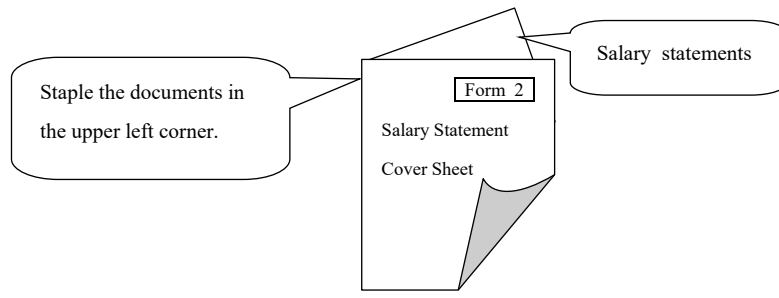 Salary statements
Staple the documents in
the upper left corner.
Form 2
Salary Statement
Cover Sheet